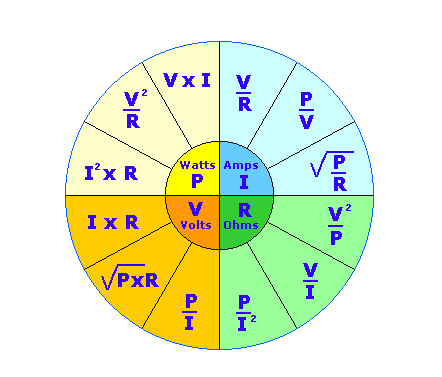 V x I
V²
R
I² x R
V
R
P
V
√P
R
Watts
P
Amps
I
V
Volts
R
Ohms
I x R
√PxR
P
I
V²
P
V
I
P
I²